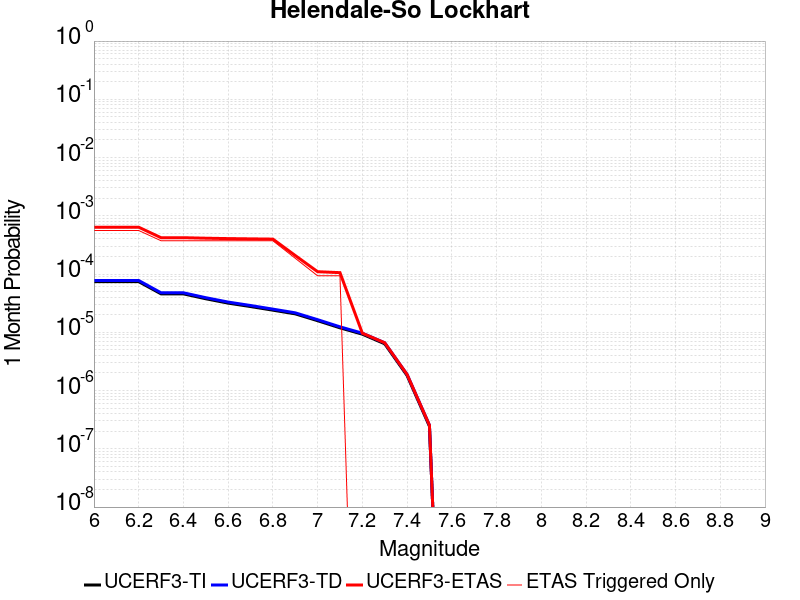 Helendale-So Lockhart
10^0
10^-1
10^-2
10^-3
10^-4
10^-5
10^-6
10^-7
10^-8
1 Month Probability
6 6.2 6.4 6.6 6.8 7 7.2 7.4 7.6 7.8 8 8.2 8.4 8.6 8.8 9
Magnitude
UCERF3-TI UCERF3-TD UCERF3-ETAS ETAS Triggered Only